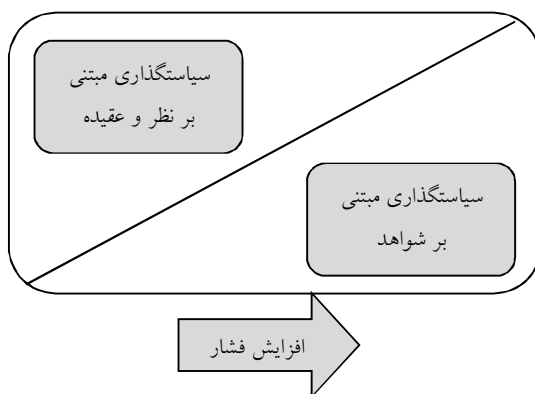 سیاستگذاری مبتنی
بر نظر و عقیده
سیاستگذاری مبتنی
بر شواهد
افزایش فشار